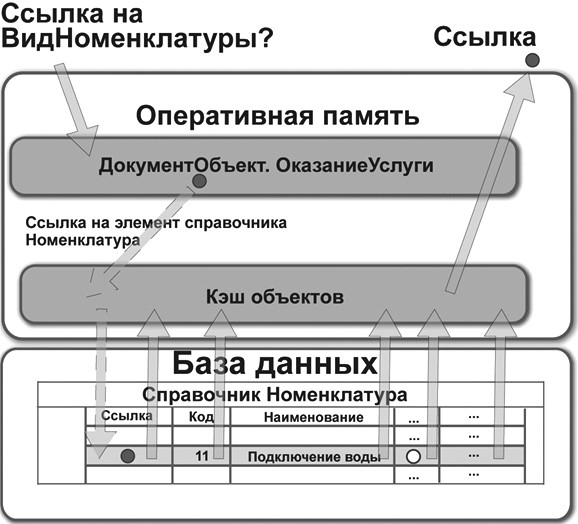 Ссылка на
ВидНоменклатуры?
Ссылка
Оперативная память
ДокументОбъект. ОказаниеУслуги
Ссылка на элемент справочника
Номенклатура
Кэш объектов
База данных
Справочник Номенклатура
Ссылка Код Наименование ... ...
... ...
11 Подключение воды ...
... ...